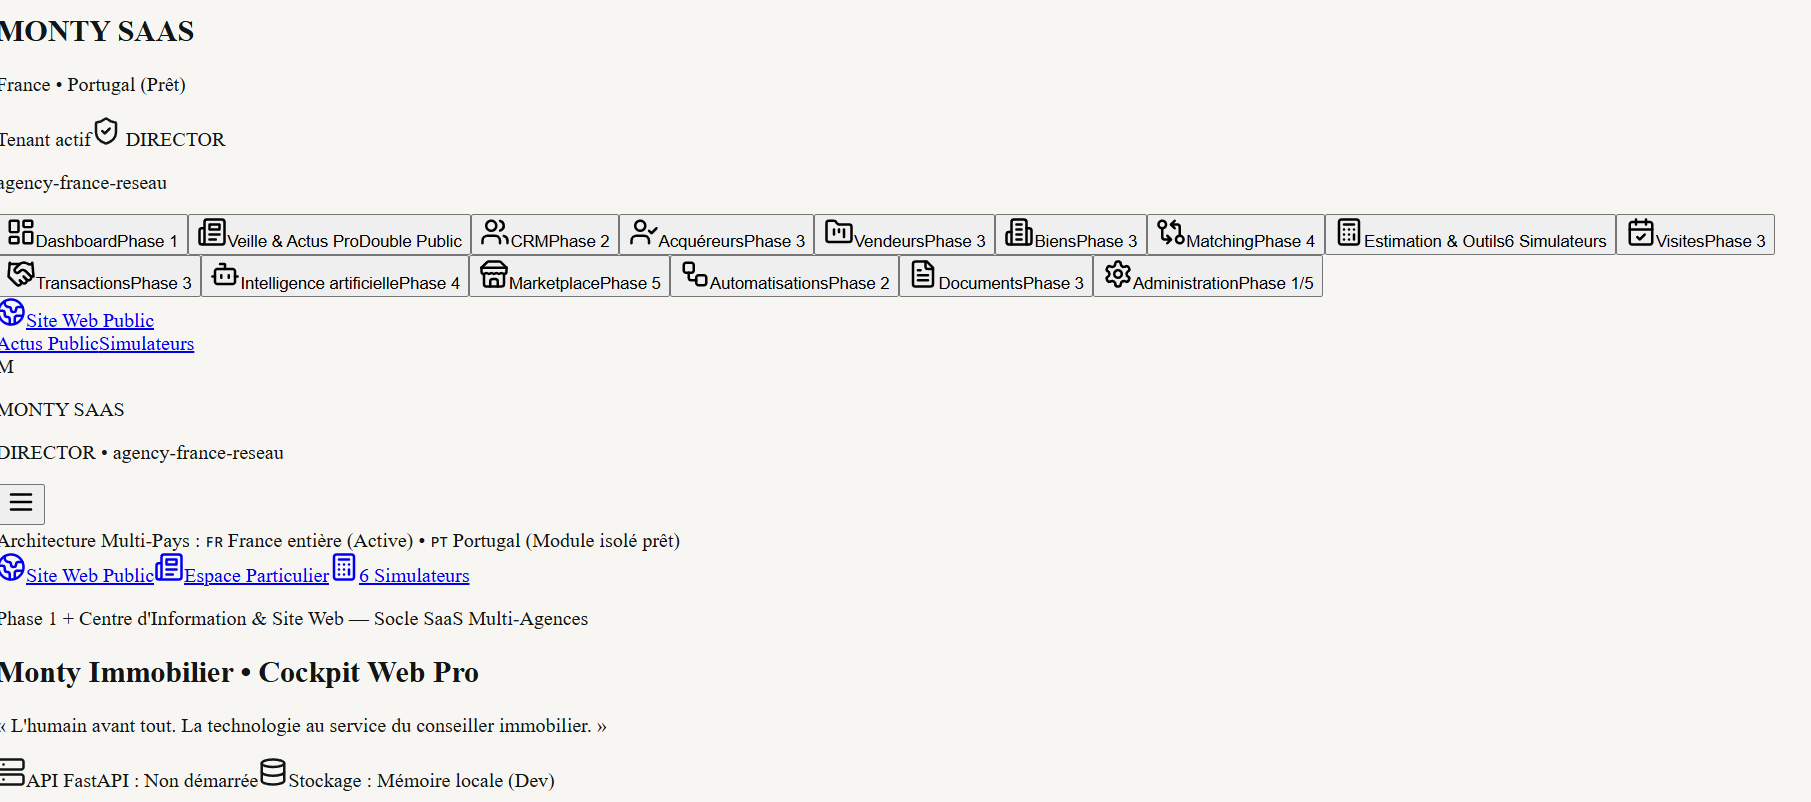 MONTY SAAS
France • Portugal (Prêt)
Tenant actif DIRECTOR
agency-france-reseau
DashboardPhase 1 Veille & Actus ProDouble Public CRMPhase 2 AcquéreursPhase 3 VendeursPhase 3 BiensPhase 3 MatchingPhase 4 Estimation & Outils6 Simulateurs VisitesPhase 3
TransactionsPhase 3 Intelligence artificiellePhase 4 MarketplacePhase 5 AutomatisationsPhase 2 DocumentsPhase 3 AdministrationPhase 1/5
Site Web Public
Actus PublicSimulateurs
M
MONTY SAAS
DIRECTOR • agency-france-reseau
Architecture Multi-Pays : FR France entière (Active) • PT Portugal (Module isolé prêt)
Site Web Public Espace Particulier 6 Simulateurs
Phase 1 + Centre d'Information & Site Web — Socle SaaS Multi-Agences
Monty Immobilier • Cockpit Web Pro
« L'humain avant tout. La technologie au service du conseiller immobilier. »
API FastAPI : Non démarrée Stockage : Mémoire locale (Dev)